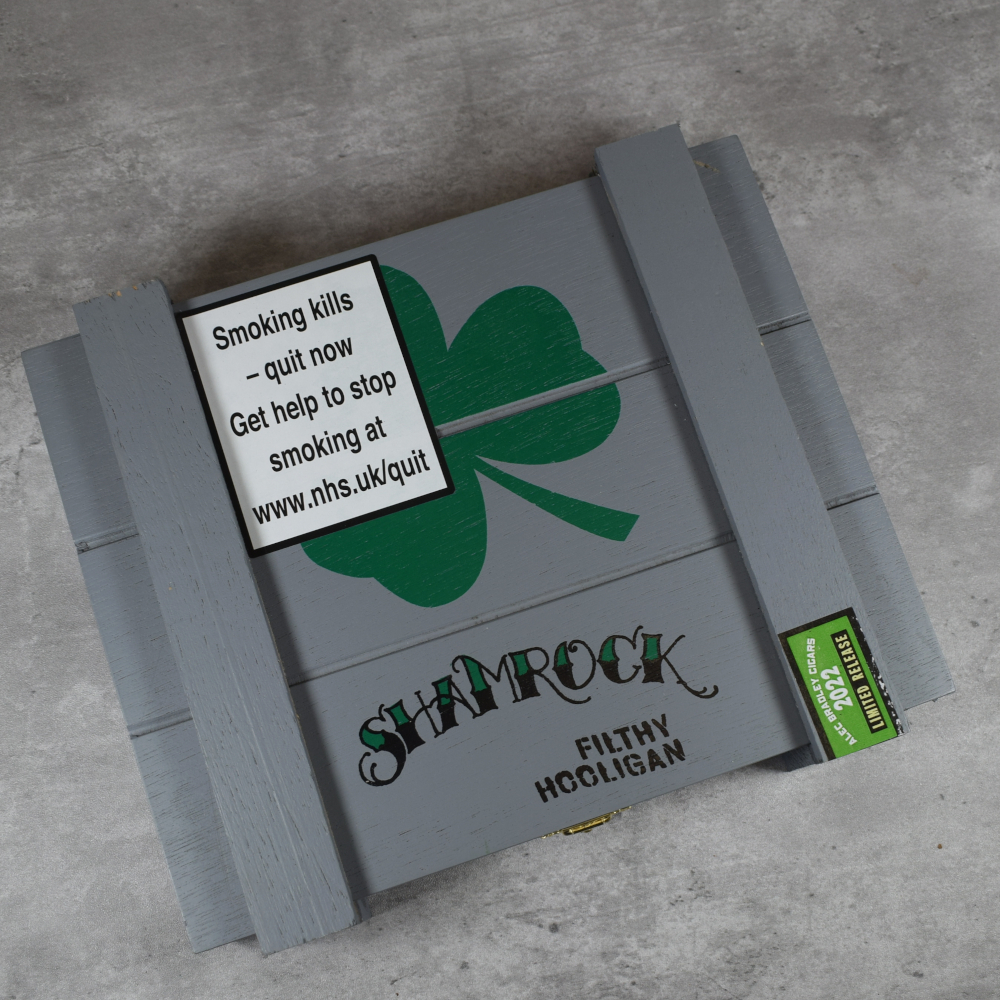 Smoking kills
– quit now
Get help to stop
smoking at
www.nhs.uk/quit
SHAMROCK
FILTHY
HOOLIGAN
ALEC BRADLEY CIGARS
2022
LIMITED RELEASE